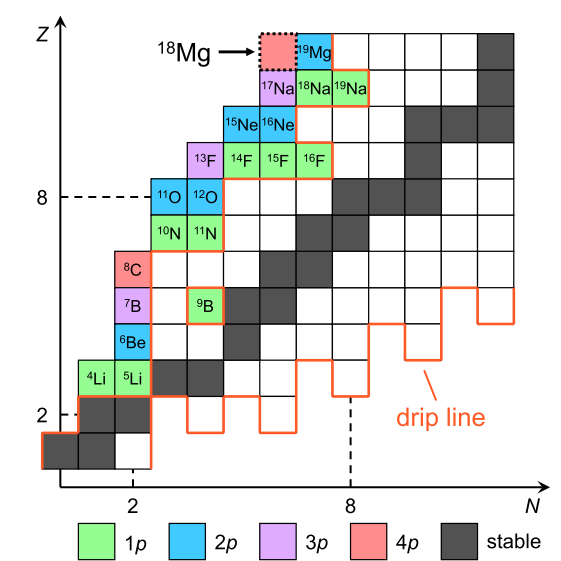 Z
¹⁸Mg
¹⁹Mg
¹⁷Na ¹⁸Na ¹⁹Na
¹⁵Ne ¹⁶Ne
¹³F ¹⁴F ¹⁵F ¹⁶F
8 ¹¹O ¹²O
¹⁰N ¹¹N
⁸C
⁷B ⁹B
⁶Be
⁴Li ⁵Li
2
drip line
2 8 N
1p 2p 3p 4p stable